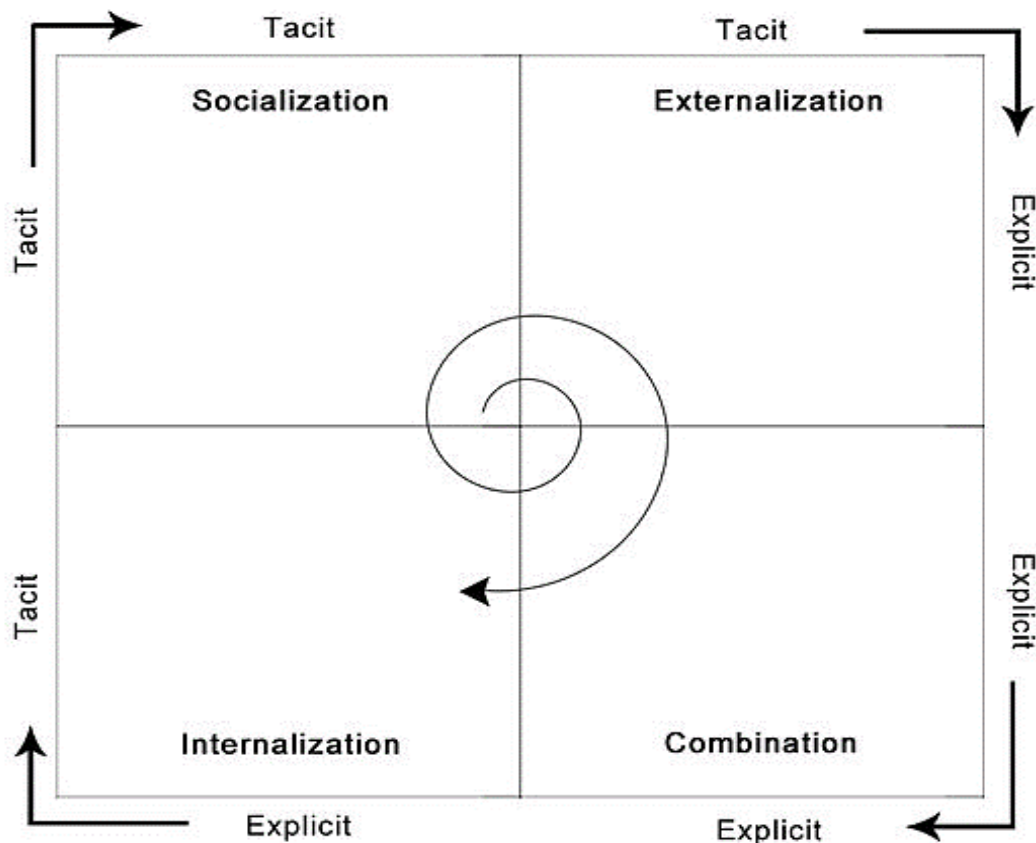 Tacit
Tacit
Socialization
Externalization
Tacit
Explicit
Tacit
Explicit
Internalization
Combination
Explicit
Explicit